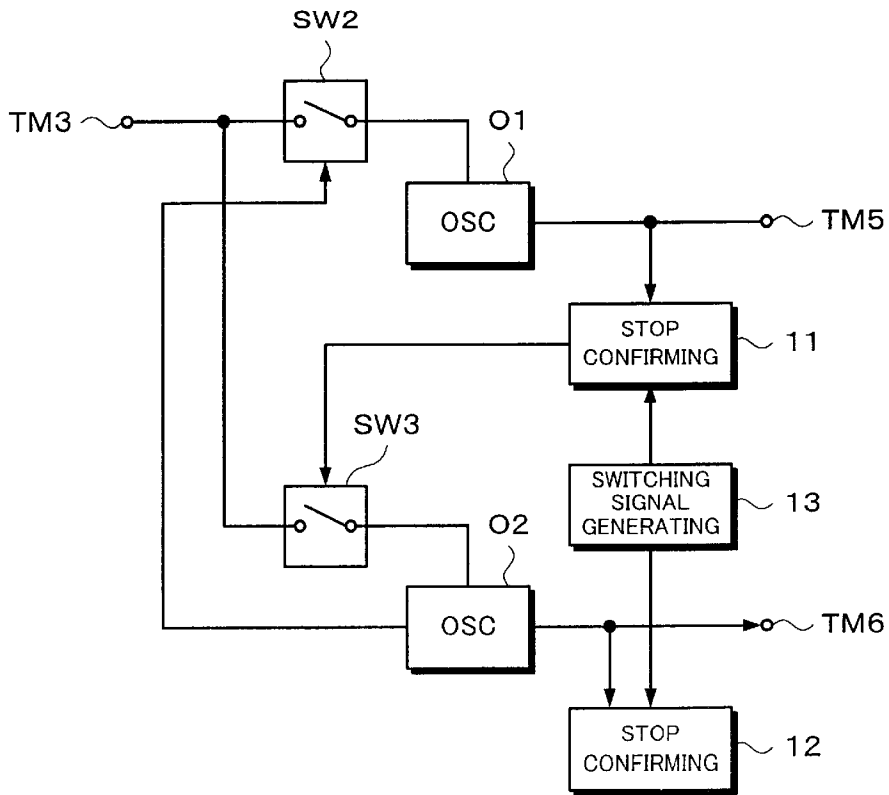 SW2
TM3
O1
OSC
TM5
STOP
CONFIRMING
11
SW3
SWITCHING
SIGNAL
GENERATING
13
O2
OSC
TM6
STOP
CONFIRMING
12